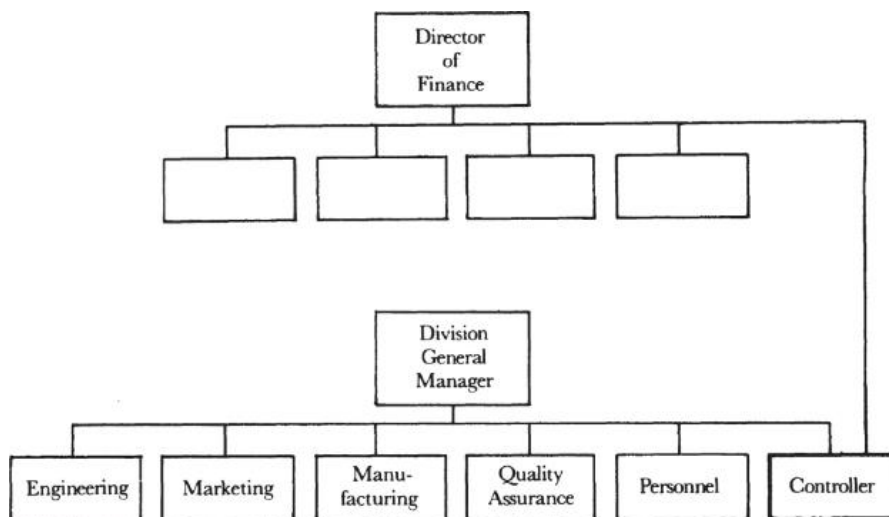 Director
of
Finance
Division
General
Manager
Engineering
Marketing
Manu-
facturing
Quality
Assurance
Personnel
Controller